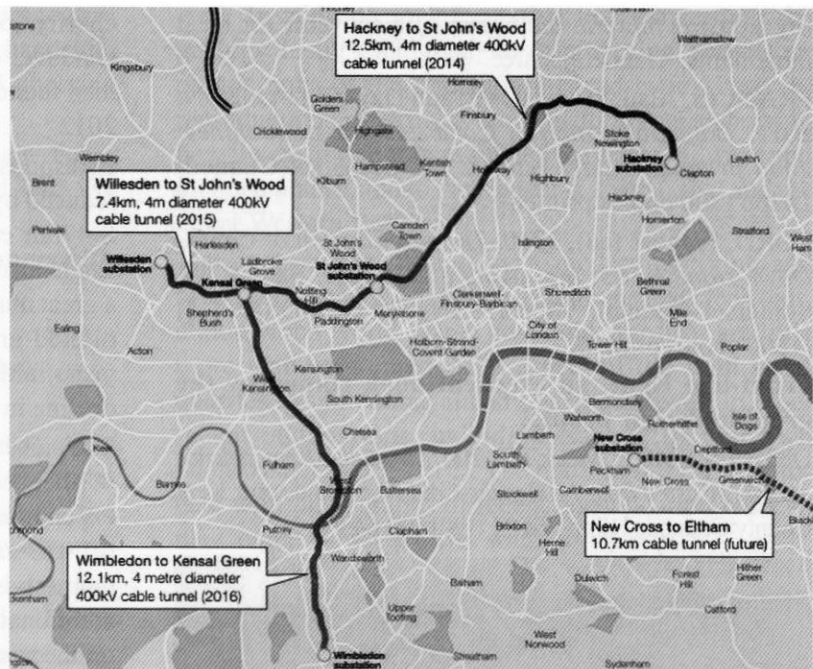 Hackney to St John's Wood
12.5km, 4m diameter 400kV
cable tunnel (2014)
Walthamstow
Kingsbury
Hornsey
Golders
Green
Highgate
Finsbury
Cricklewood
Stoke
Newington
Wembley
Hampstead
Kentish
Town
Holloway
Hackney
substation
Leyton
Clapton
Brent
Kilburn
Highbury
Willesden to St John's Wood
7.4km, 4m diameter 400kV
cable tunnel (2015)
Hackney
Homerton
Perivale
Camden
Town
Stratford
West
Ham
Harlesden
St John's
Wood
Islington
Willesden
substation
Ladbroke
Grove
St John's Wood
substation
Bethnal
Green
Kensal Green
Notting
Hill
Clerkenwell-
Finsbury-Barbican
Shoreditch
Shepherd's
Bush
Paddington
Marylebone
Mile
End
City of
London
Ealing
Acton
Holborn-Strand-
Covent Garden
Tower Hill
Poplar
Kensington
West
Kensington
South Kensington
Bermondsey
Isle of
Dogs
Chelsea
Walworth
Rotherhithe
Kew
Lambeth
New Cross
substation
Deptford
Fulham
South
Lambeth
Barnes
West
Brompton
Battersea
Peckham
New Cross
Greenwich
Stockwell
Camberwell
Putney
Clapham
Brixton
New Cross to Eltham
10.7km cable tunnel (future)
Wimbledon to Kensal Green
12.1km, 4 metre diameter
400kV cable tunnel (2016)
Wandsworth
Herne
Hill
Balham
Dulwich
Forest
Hill
Hither
Green
Upper
Tooting
Catford
West
Norwood
Wimbledon
substation
Streatham
Sydenham